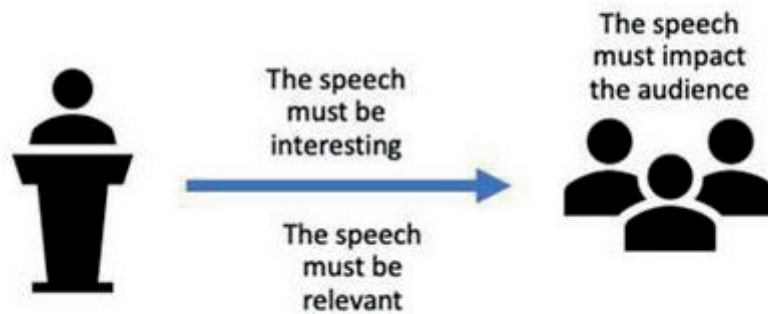 The speech
must be
interesting
The speech
must be
relevant
The speech
must impact
the audience